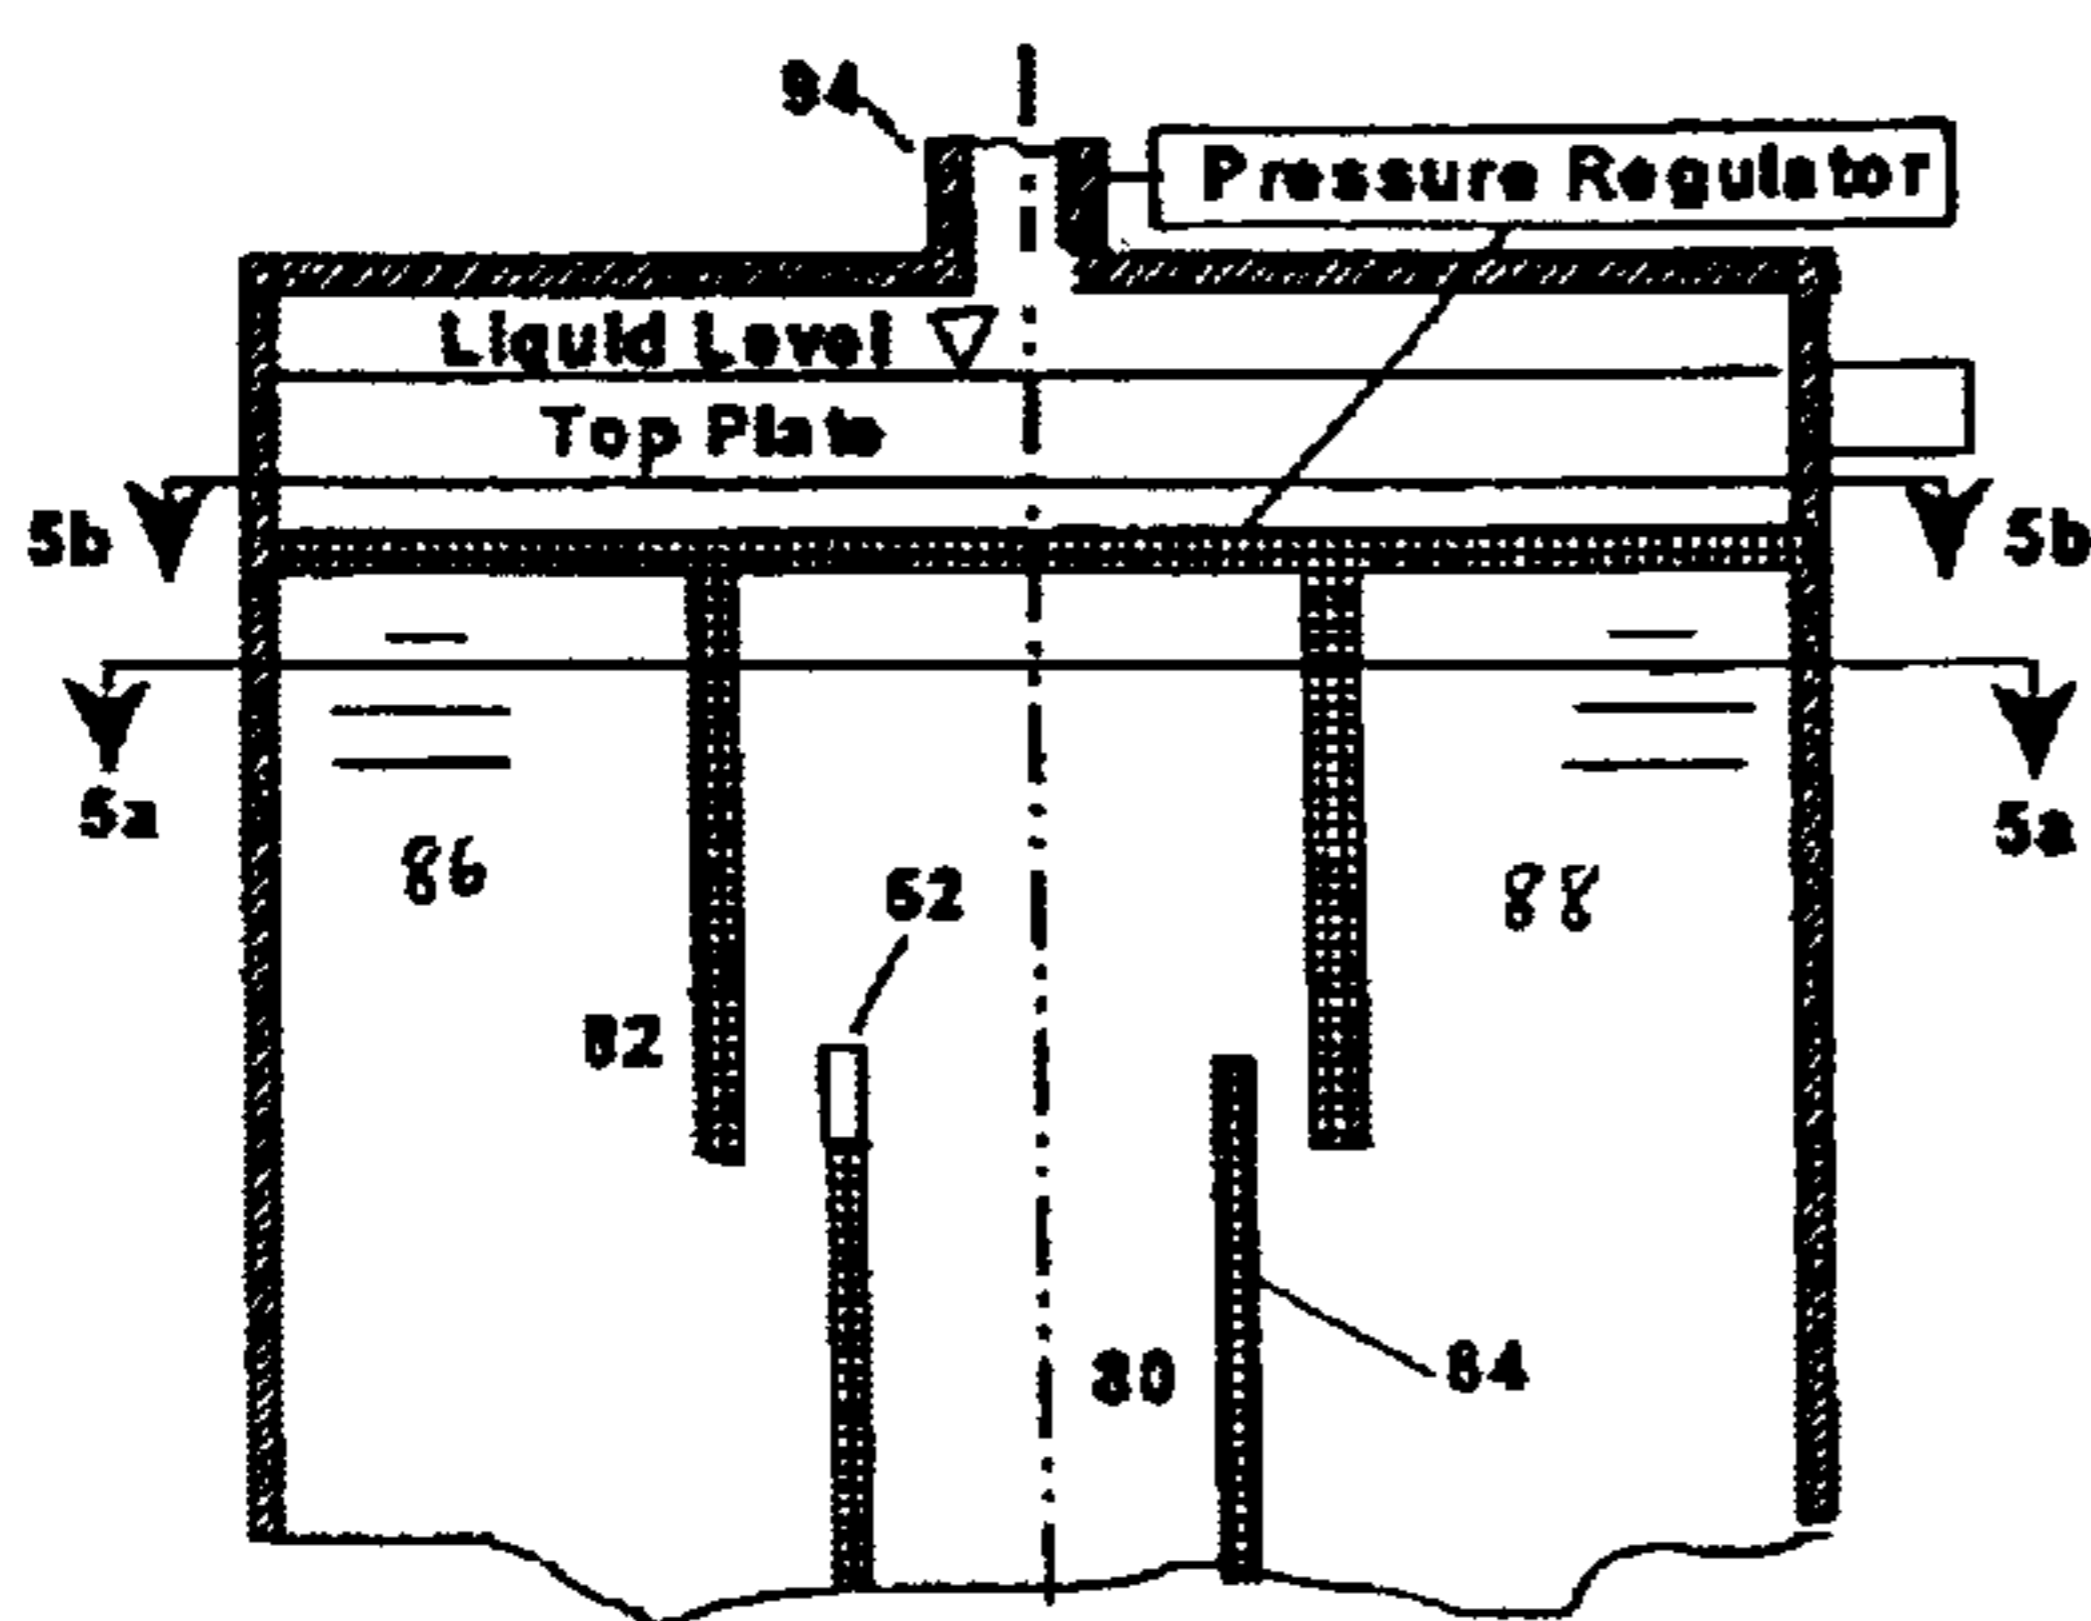 94
Pressure Regulator
Liquid Level
Top Plate
5b
5b
5a
5a
86
88
62
82
80
84